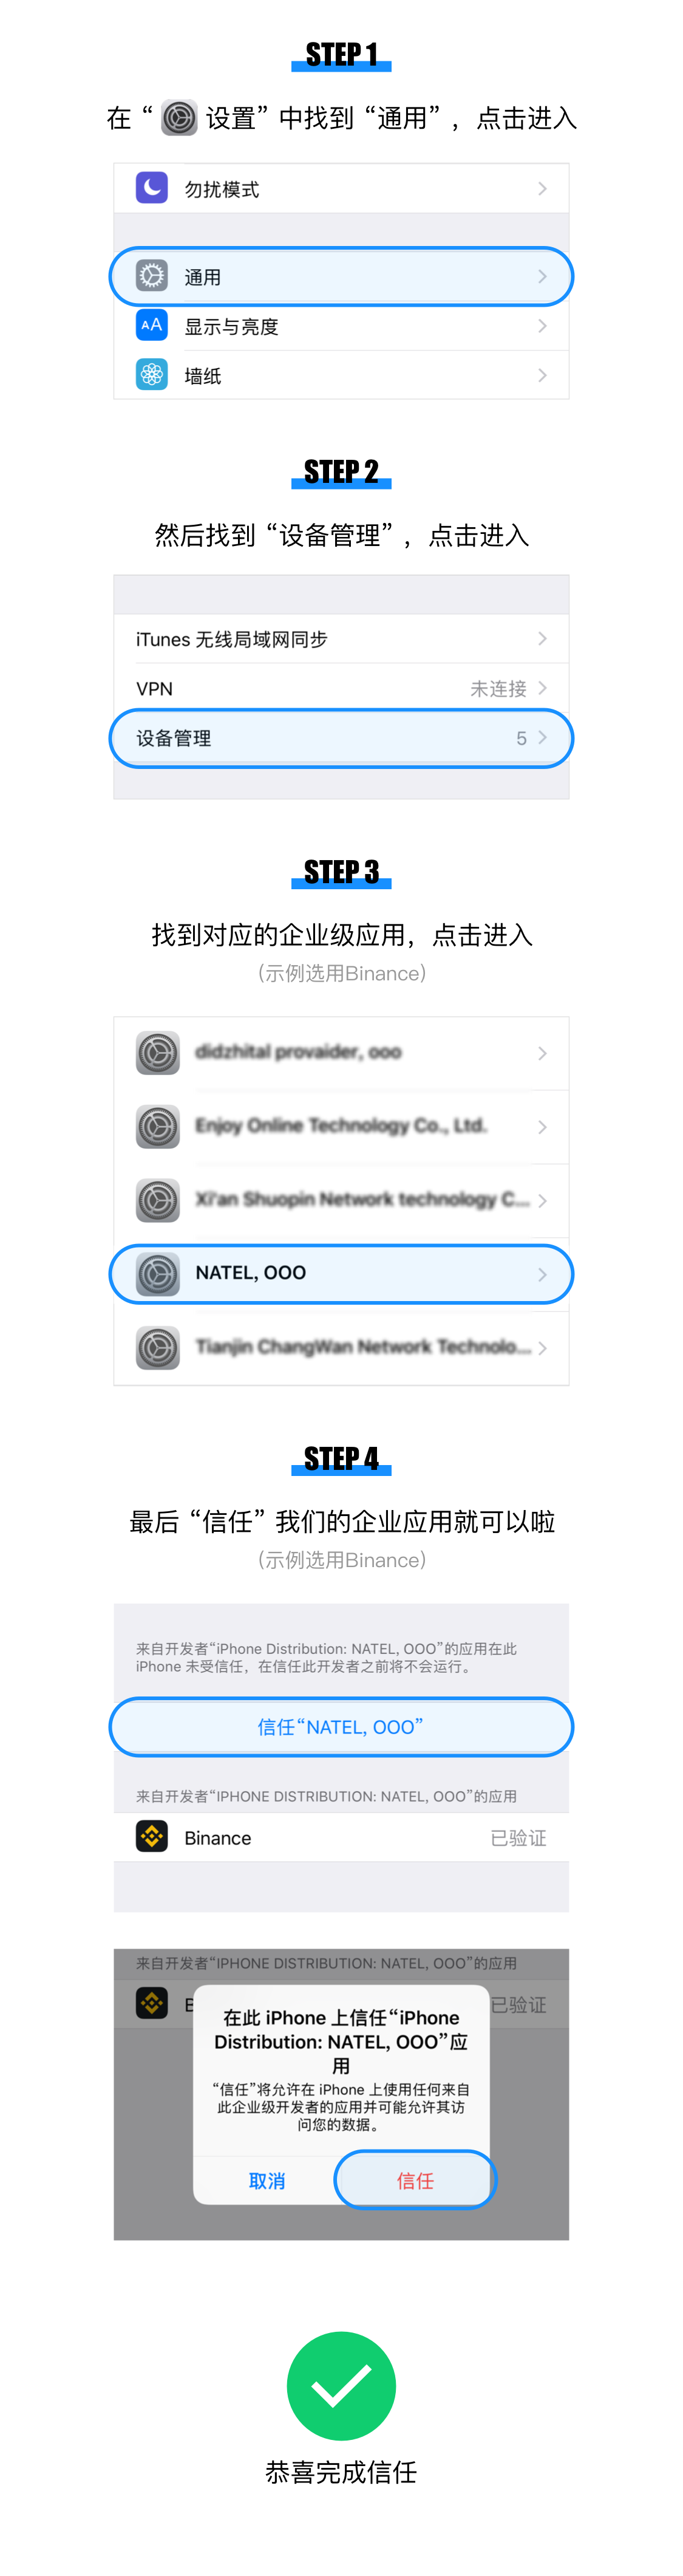 STEP 1
在“设置”中找到“通用”，点击进入
勿扰模式
通用
AA 显示与亮度
墙纸
STEP 2
然后找到“设备管理”，点击进入
iTunes 无线局域网同步
VPN 未连接
设备管理 5
STEP 3
找到对应的企业级应用，点击进入
（示例选用Binance）
didzhital provaider, ooo
Enjoy Online Technology Co., Ltd.
Xi'an Shuopin Network technology C...
NATEL, OOO
Tianjin ChangWan Network Technolo...
STEP 4
最后“信任”我们的企业应用就可以啦
（示例选用Binance）
来自开发者“iPhone Distribution: NATEL, OOO”的应用在此
iPhone 未受信任，在信任此开发者之前将不会运行。
信任“NATEL, OOO”
来自开发者“IPHONE DISTRIBUTION: NATEL, OOO”的应用
Binance 已验证
来自开发者“IPHONE DISTRIBUTION: NATEL, OOO”的应用
B 已验证
在此 iPhone 上信任“iPhone
Distribution: NATEL, OOO”应
用
“信任”将允许在 iPhone 上使用任何来自
此企业级开发者的应用并可能允许其访
问您的数据。
取消 信任
恭喜完成信任